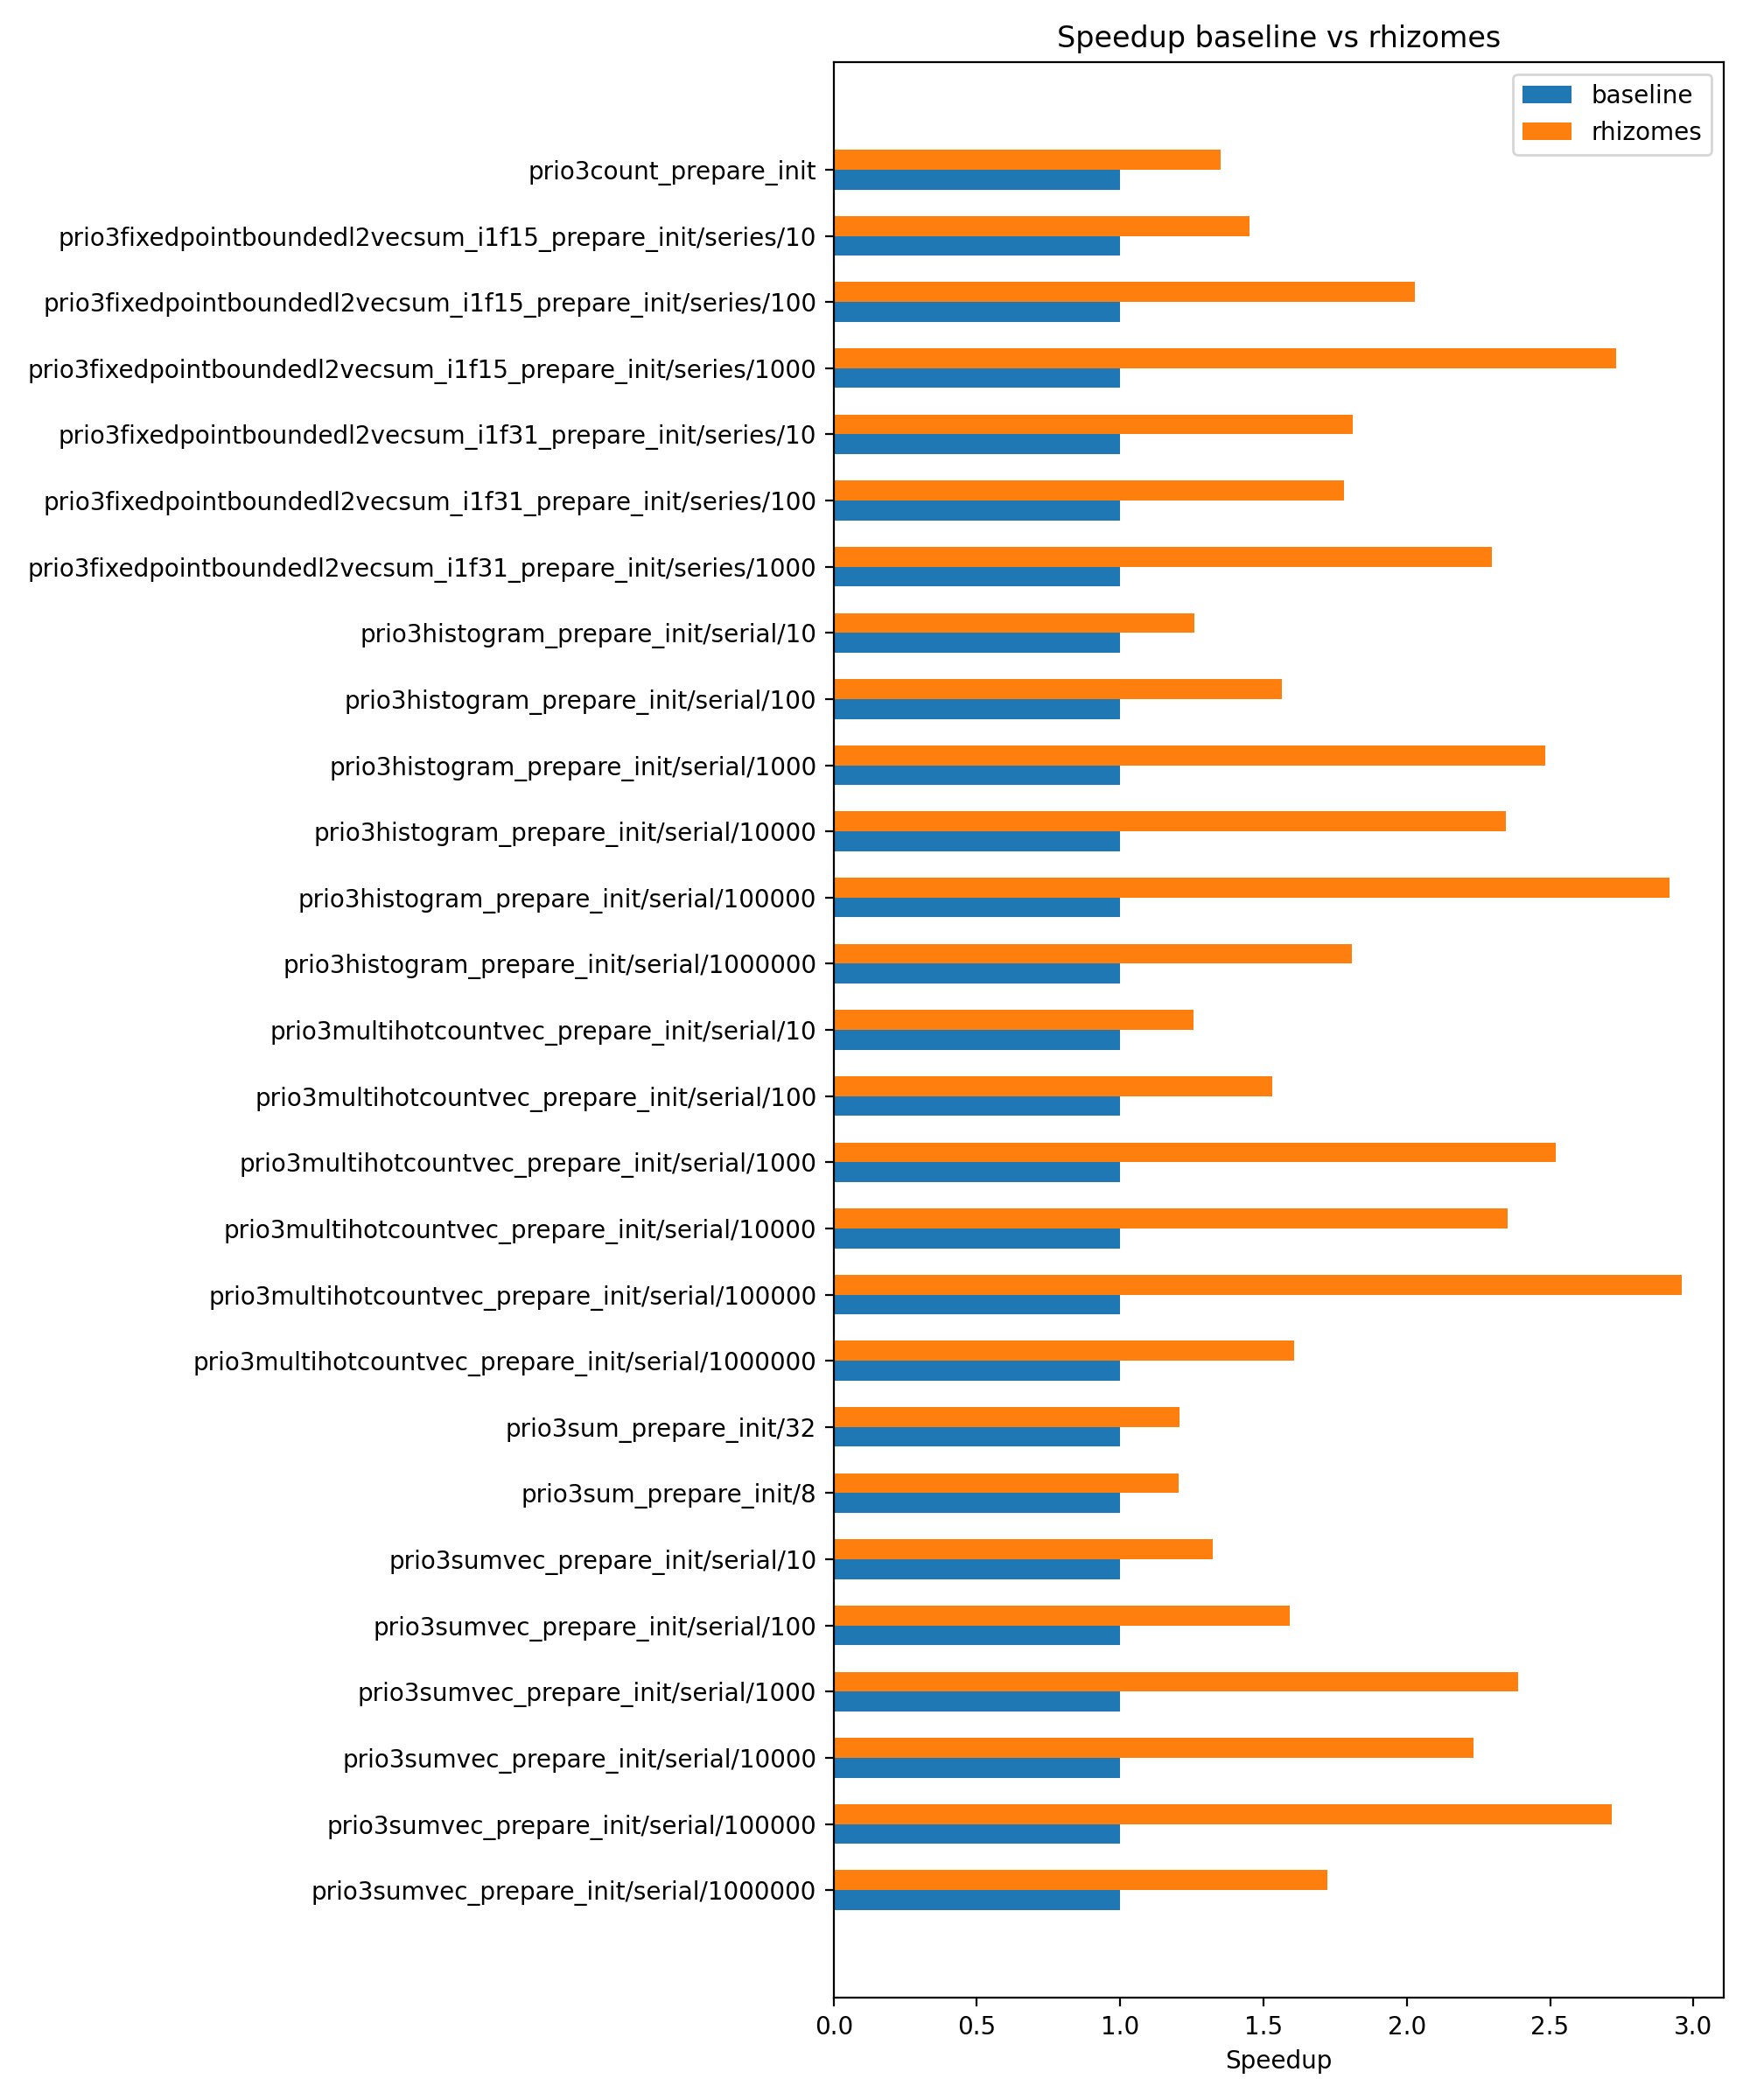 Speedup baseline vs rhizomes
baseline
rhizomes
prio3count_prepare_init
prio3fixedpointboundedl2vecsum_i1f15_prepare_init/series/10
prio3fixedpointboundedl2vecsum_i1f15_prepare_init/series/100
prio3fixedpointboundedl2vecsum_i1f15_prepare_init/series/1000
prio3fixedpointboundedl2vecsum_i1f31_prepare_init/series/10
prio3fixedpointboundedl2vecsum_i1f31_prepare_init/series/100
prio3fixedpointboundedl2vecsum_i1f31_prepare_init/series/1000
prio3histogram_prepare_init/serial/10
prio3histogram_prepare_init/serial/100
prio3histogram_prepare_init/serial/1000
prio3histogram_prepare_init/serial/10000
prio3histogram_prepare_init/serial/100000
prio3histogram_prepare_init/serial/1000000
prio3multihotcountvec_prepare_init/serial/10
prio3multihotcountvec_prepare_init/serial/100
prio3multihotcountvec_prepare_init/serial/1000
prio3multihotcountvec_prepare_init/serial/10000
prio3multihotcountvec_prepare_init/serial/100000
prio3multihotcountvec_prepare_init/serial/1000000
prio3sum_prepare_init/32
prio3sum_prepare_init/8
prio3sumvec_prepare_init/serial/10
prio3sumvec_prepare_init/serial/100
prio3sumvec_prepare_init/serial/1000
prio3sumvec_prepare_init/serial/10000
prio3sumvec_prepare_init/serial/100000
prio3sumvec_prepare_init/serial/1000000
0.0 0.5 1.0 1.5 2.0 2.5 3.0
Speedup